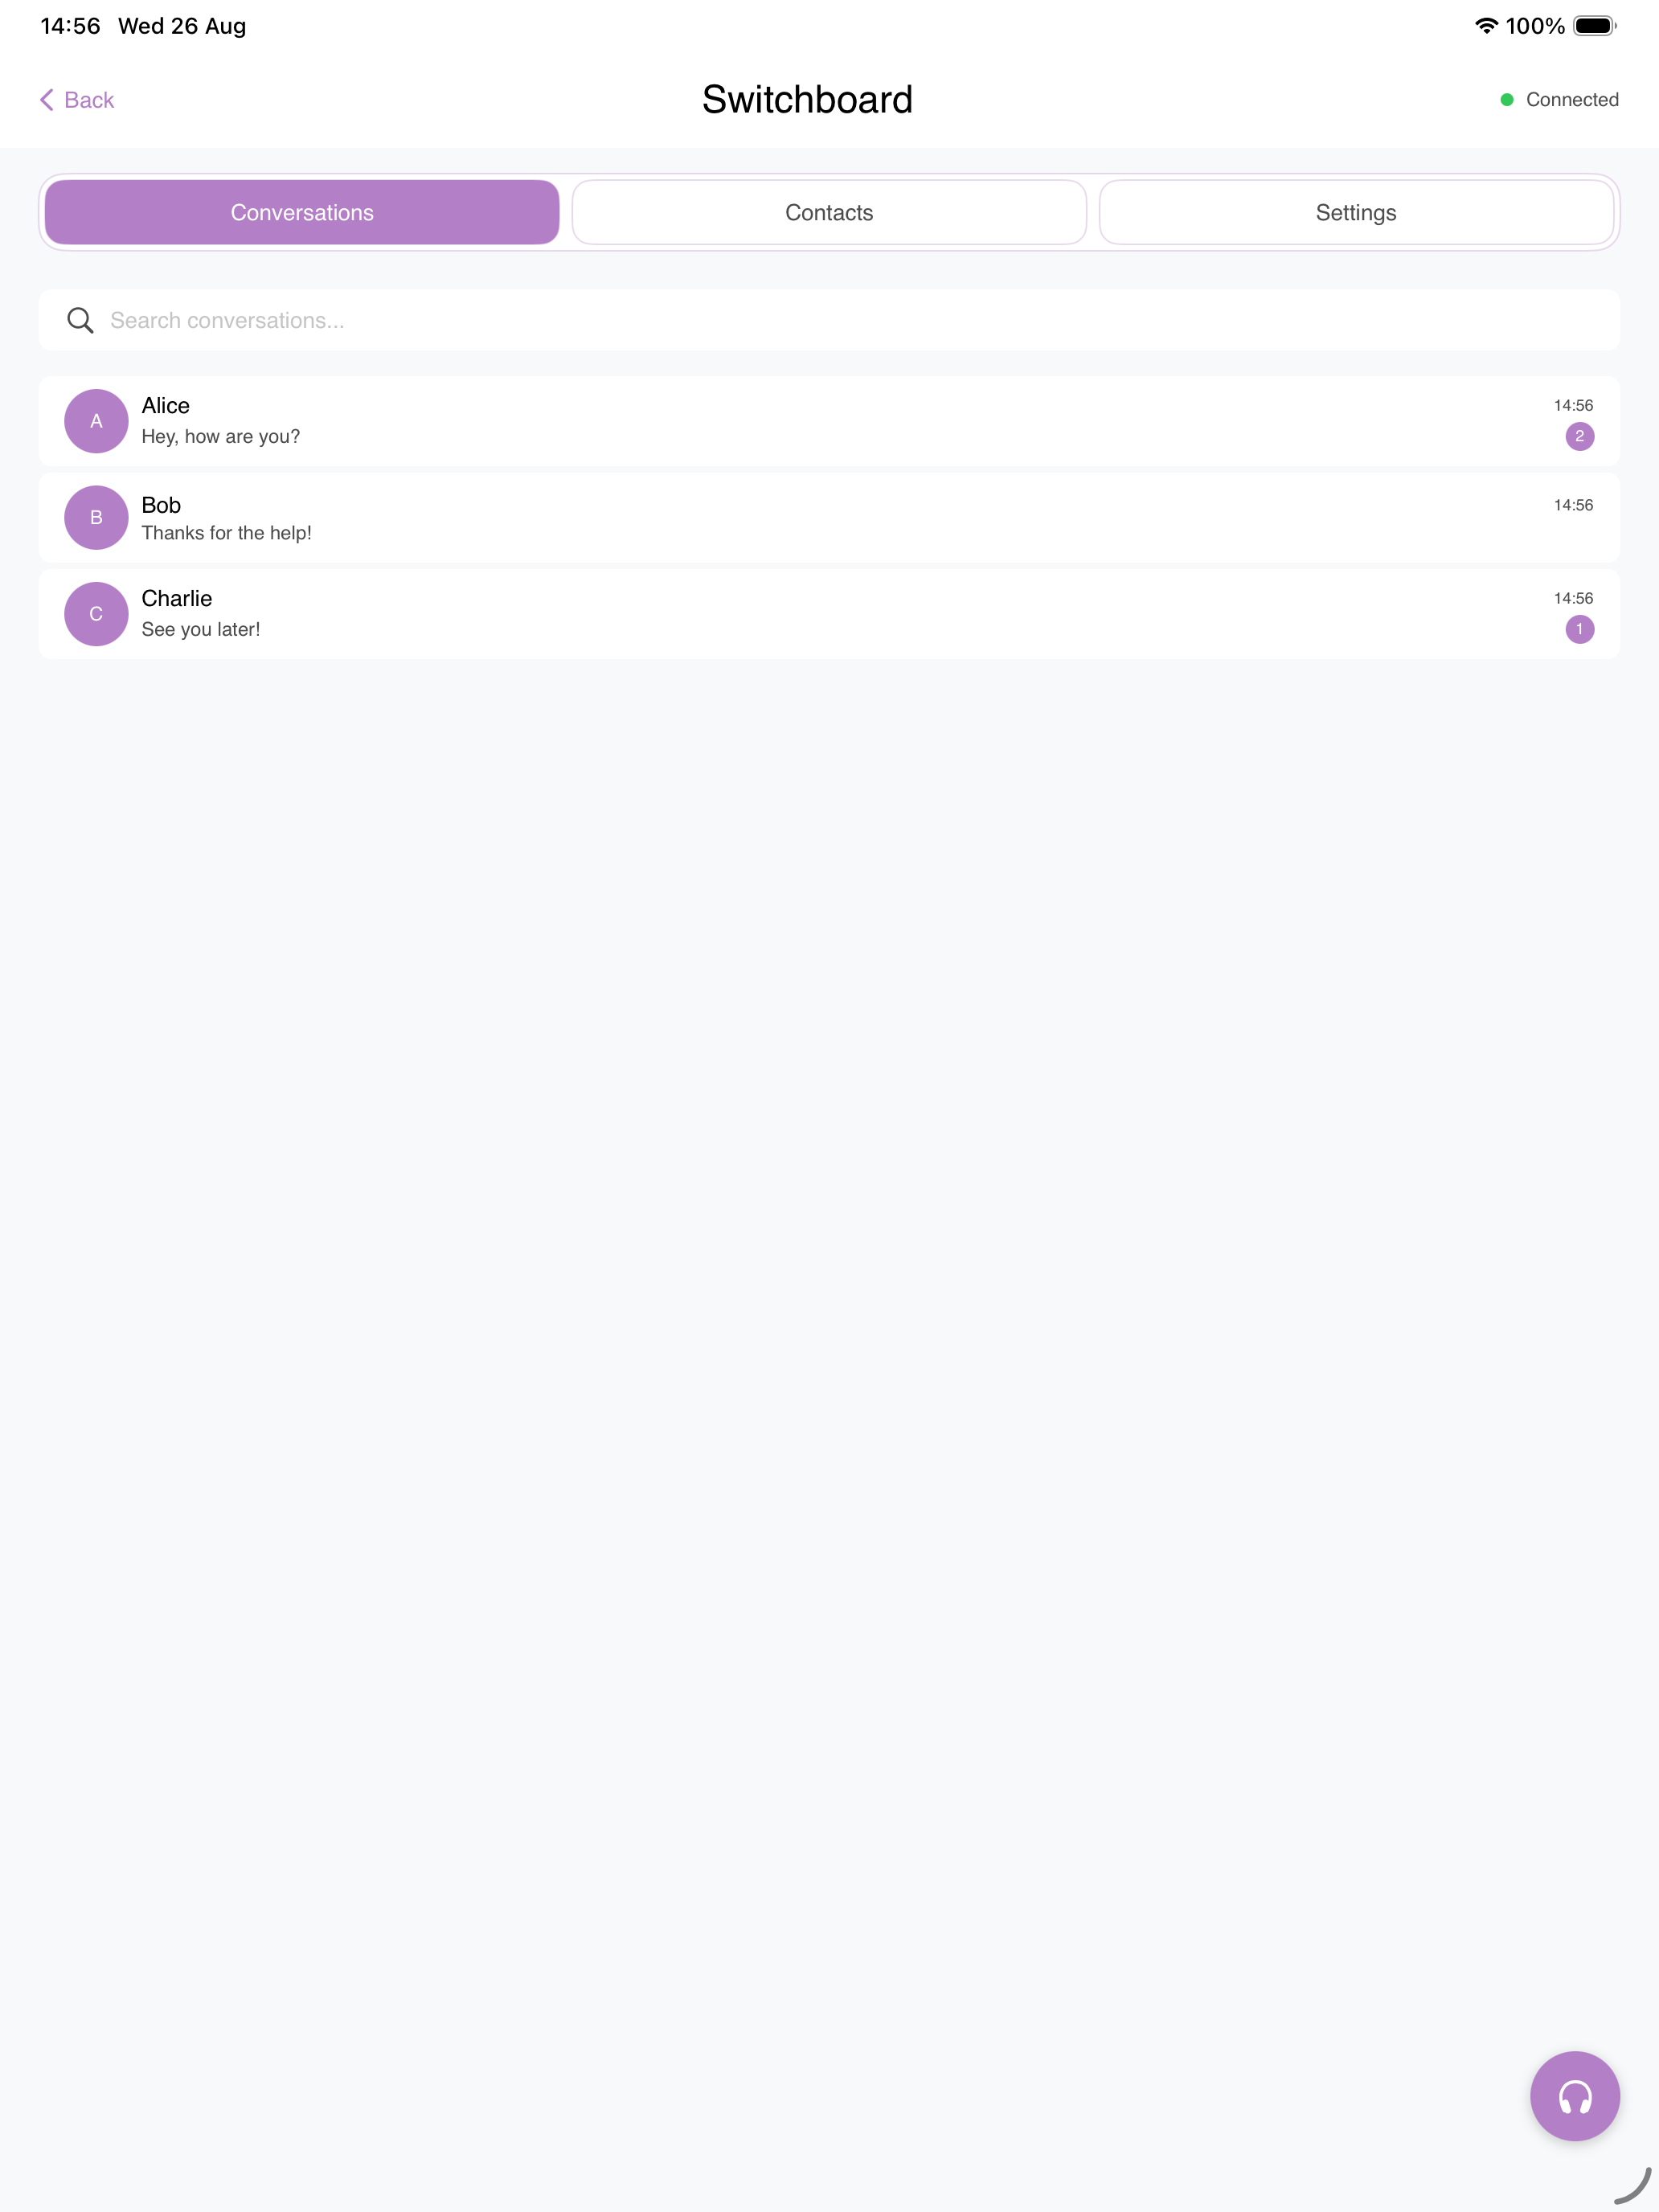 14:56 Wed 26 Aug 100%
Back Switchboard Connected
Conversations Contacts Settings
Search conversations...
A Alice 14:56
Hey, how are you? 2
B Bob 14:56
Thanks for the help!
C Charlie 14:56
See you later! 1